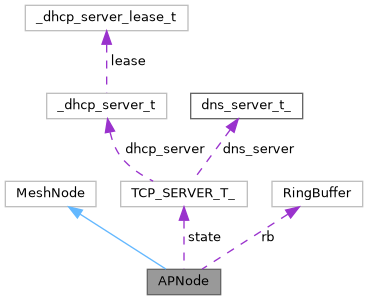 _dhcp_server_lease_t
lease
_dhcp_server_t
dns_server_t_
dhcp_server
dns_server
MeshNode
TCP_SERVER_T_
RingBuffer
state
rb
APNode